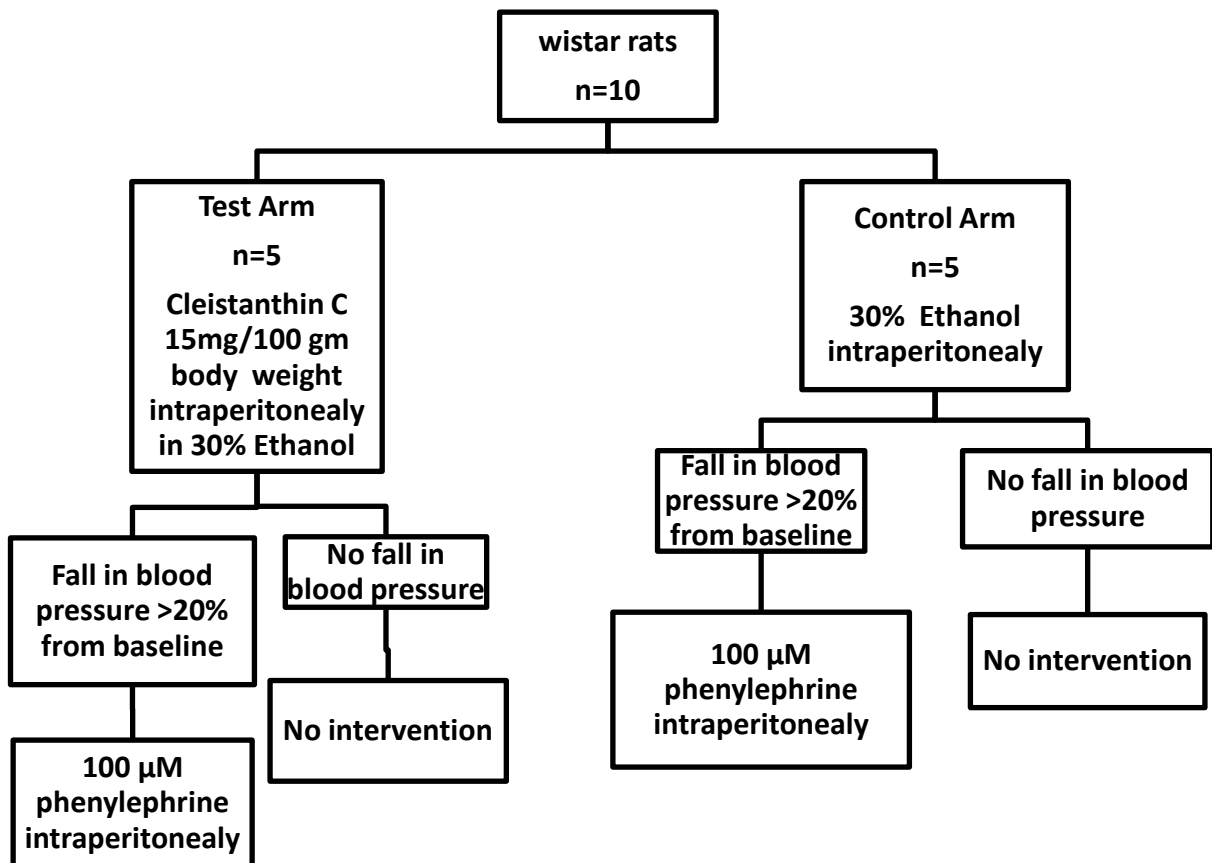 wistar rats
n=10
Test Arm
n=5
Cleistanthin C
15mg/100 gm
body weight
intraperitonealy
in 30% Ethanol
Control Arm
n=5
30% Ethanol
intraperitonealy
Fall in blood
pressure >20%
from baseline
No fall in
blood pressure
Fall in blood
pressure >20%
from baseline
No fall in blood
pressure
100 µM
phenylephrine
intraperitonealy
No intervention
100 µM
phenylephrine
intraperitonealy
No intervention